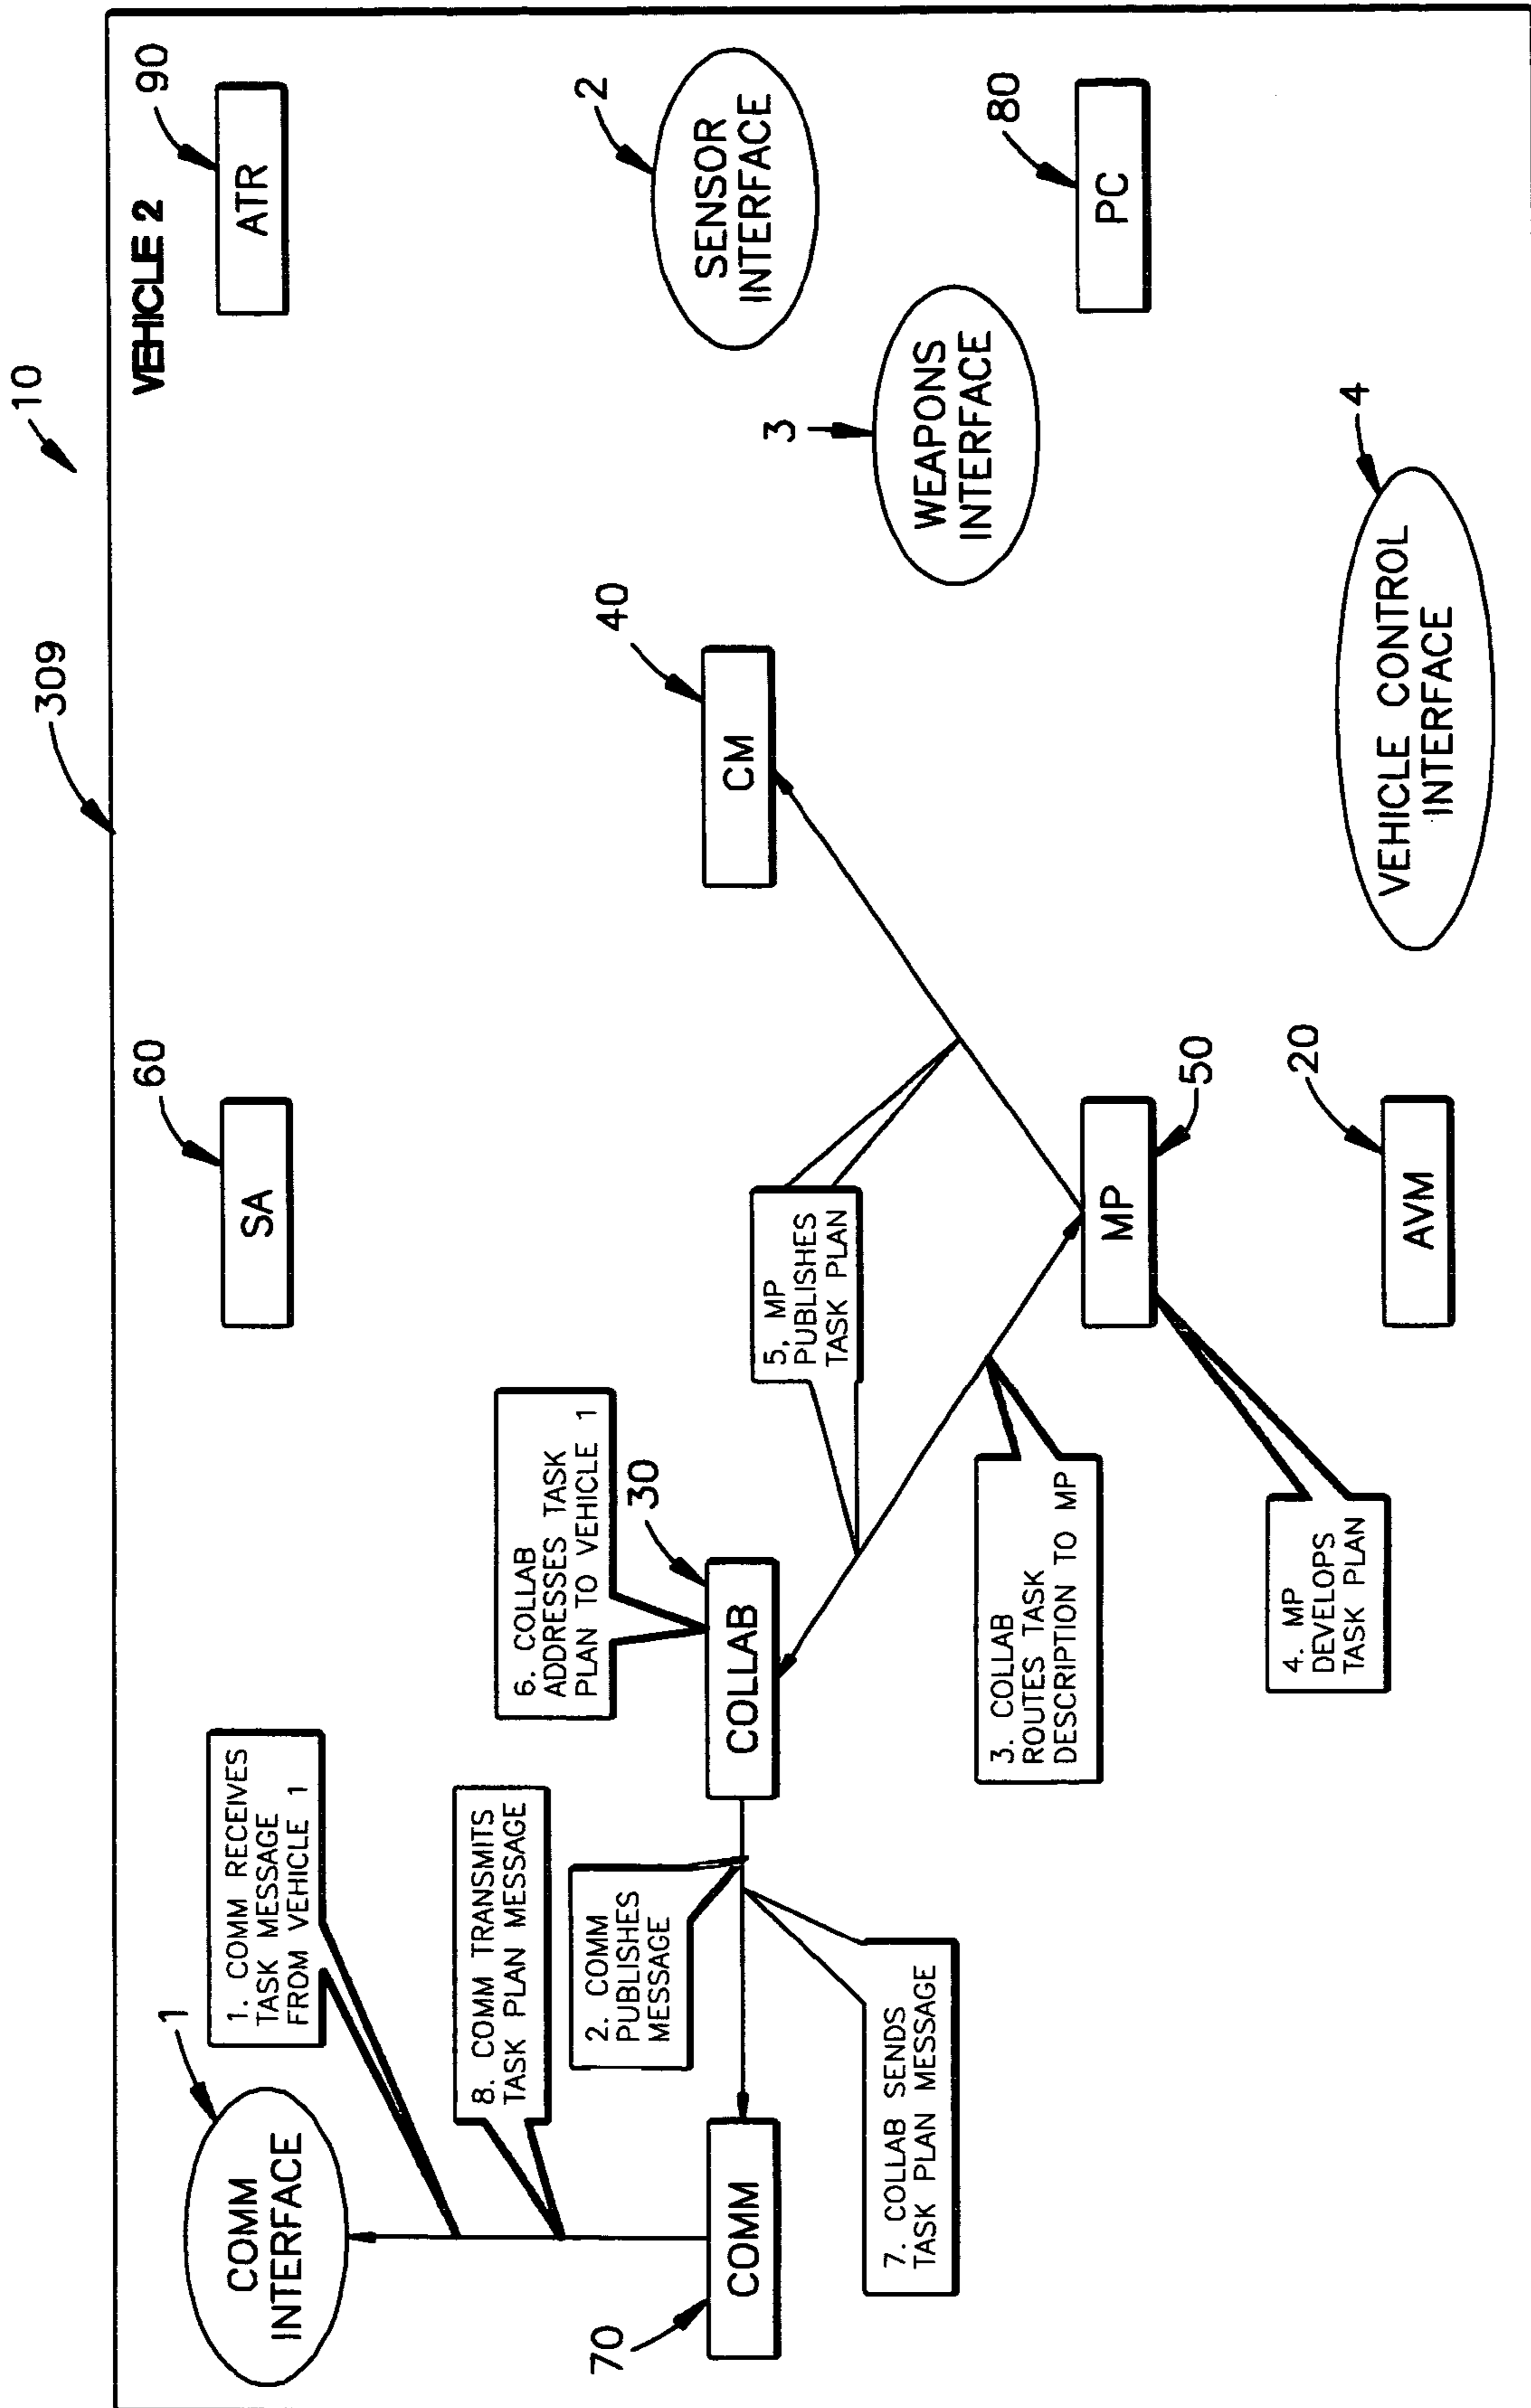 10
309
VEHICLE 2
COMM
INTERFACE
1
1. COMM RECEIVES
TASK MESSAGE
FROM VEHICLE 1
SA
60
ATR
90
8. COMM TRANSMITS
TASK PLAN MESSAGE
6. COLLAB
ADDRESSES TASK
PLAN TO VEHICLE 1
2. COMM
PUBLISHES
MESSAGE
30
40
SENSOR
INTERFACE
2
70
COMM
COLLAB
CM
5. MP
PUBLISHES
TASK PLAN
3
WEAPONS
INTERFACE
7. COLLAB SENDS
TASK PLAN MESSAGE
3. COLLAB
ROUTES TASK
DESCRIPTION TO MP
MP
50
PC
80
4. MP
DEVELOPS
TASK PLAN
AVM
20
VEHICLE CONTROL
INTERFACE
4